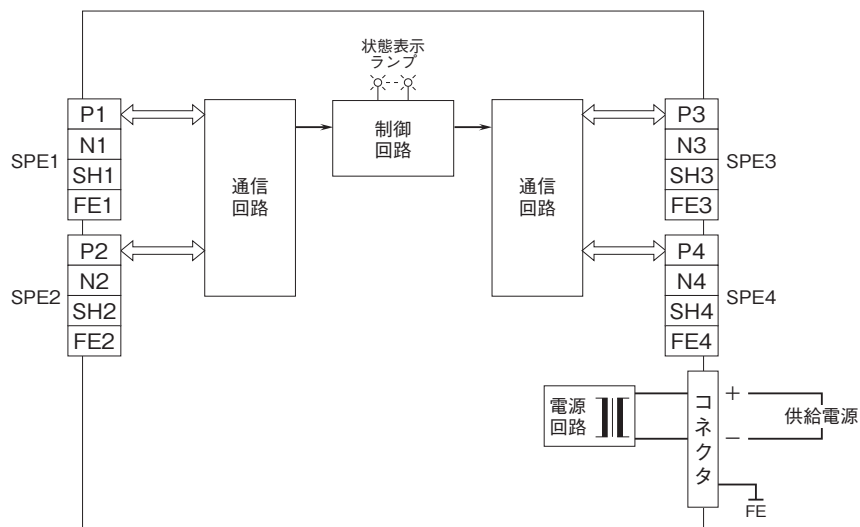 状態表示
ランプ
SPE1
P1
N1
SH1
FE1
SPE2
P2
N2
SH2
FE2
通信
回路
制御
回路
通信
回路
P3
N3
SH3
FE3
SPE3
P4
N4
SH4
FE4
SPE4
電源
回路
コネクタ
+
−
供給電源
FE